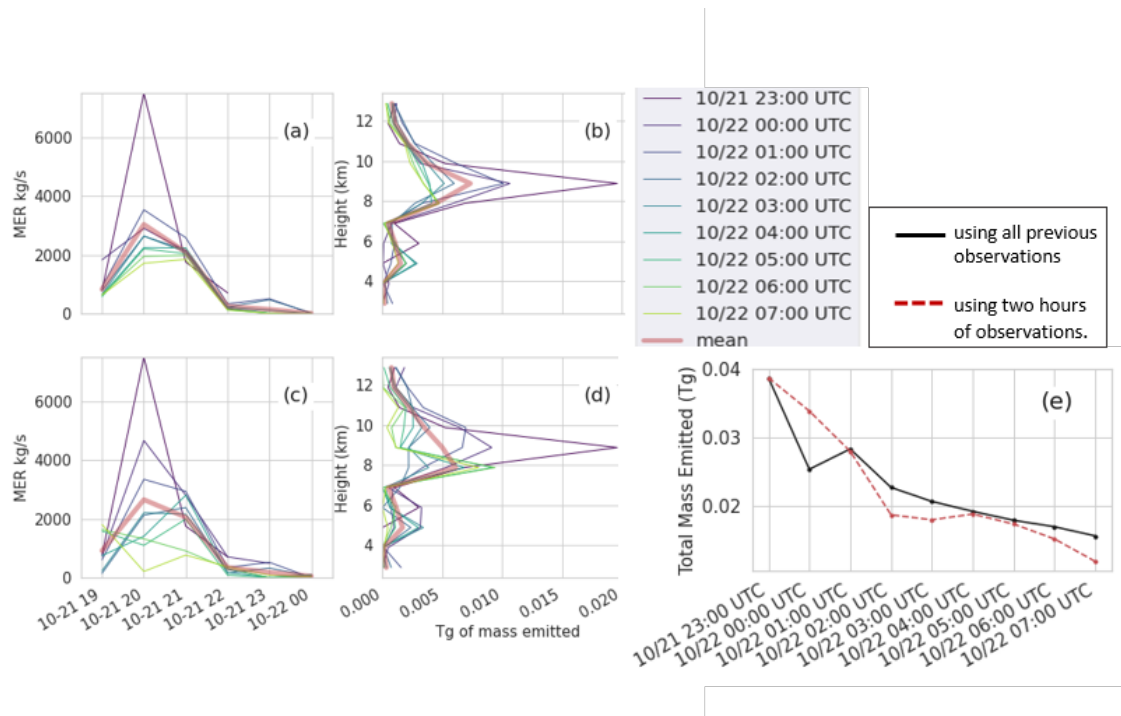 MER kg/s
6000
4000
2000
0
(a)
Height (km)
12
10
8
6
4
(b)
10/21 23:00 UTC
10/22 00:00 UTC
10/22 01:00 UTC
10/22 02:00 UTC
10/22 03:00 UTC
10/22 04:00 UTC
10/22 05:00 UTC
10/22 06:00 UTC
10/22 07:00 UTC
mean
using all previous
observations
using two hours
of observations.
MER kg/s
6000
4000
2000
0
(c)
10-21 19
10-21 20
10-21 21
10-21 22
10-21 23
10-22 00
Height (km)
12
10
8
6
4
(d)
0.000
0.005
0.010
0.015
0.020
Tg of mass emitted
Total Mass Emitted (Tg)
0.04
0.03
0.02
(e)
10/21 23:00 UTC
10/22 00:00 UTC
10/22 01:00 UTC
10/22 02:00 UTC
10/22 03:00 UTC
10/22 04:00 UTC
10/22 05:00 UTC
10/22 06:00 UTC
10/22 07:00 UTC